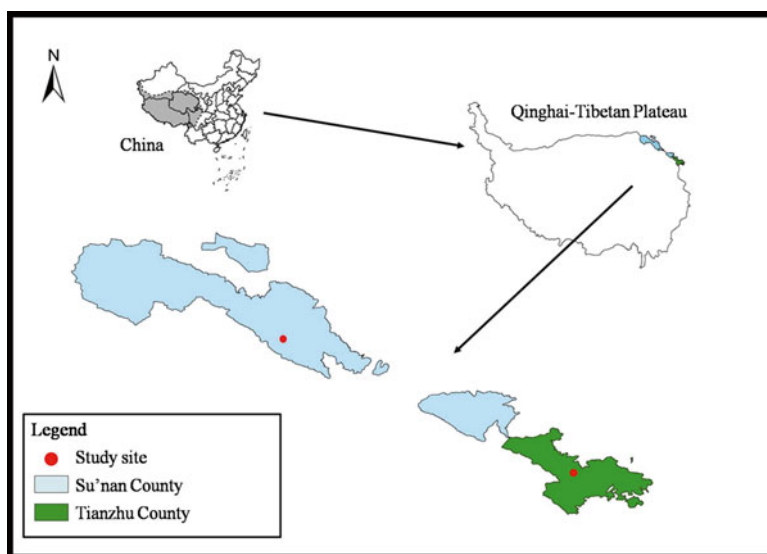 N
China
Qinghai-Tibetan Plateau
Legend
Study site
Su'nan County
Tianzhu County